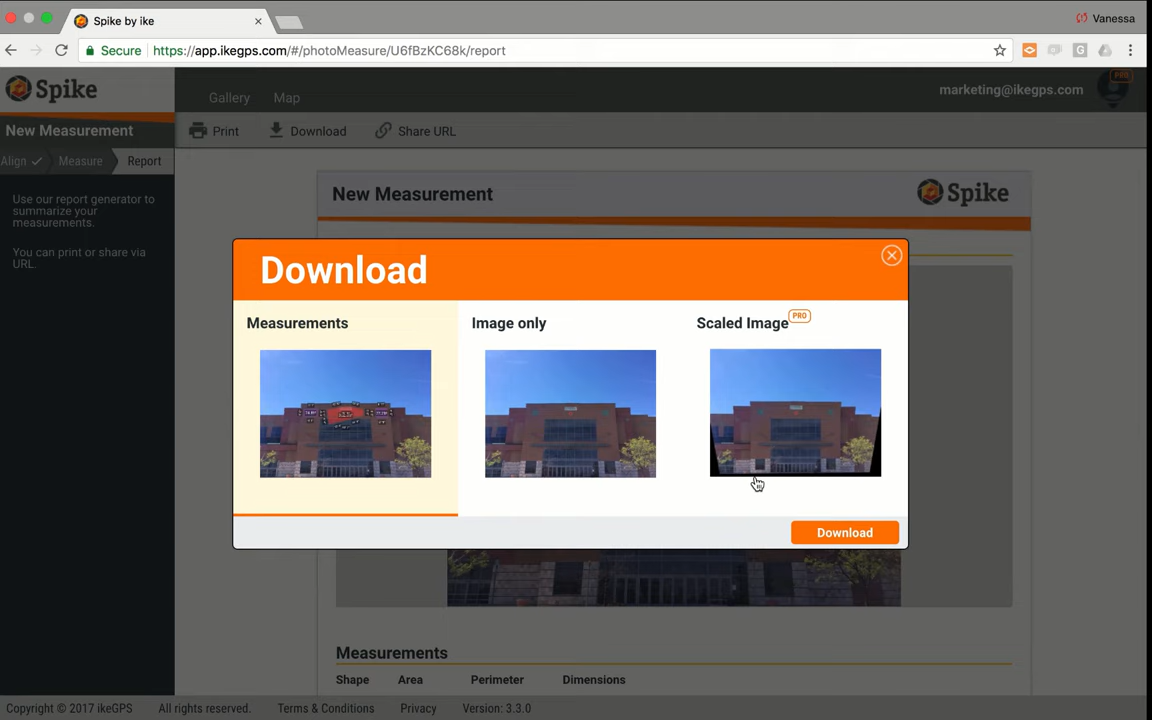 Spike by ike
Vanessa
Secure
https://app.ikegps.com/#/photoMeasure/U6fBzKC68k/report
G
Spike
Gallery
Map
marketing@ikegps.com
PRO
New Measurement
Print
Download
Share URL
Align
Measure
Report
Use our report generator to
summarize your
measurements.
You can print or share via
URL.
New Measurement
Spike
Download
Measurements
Image only
Scaled Image PRO
Download
Measurements
Shape Area Perimeter Dimensions
Copyright © 2017 ikeGPS All rights reserved. Terms & Conditions Privacy Version: 3.3.0